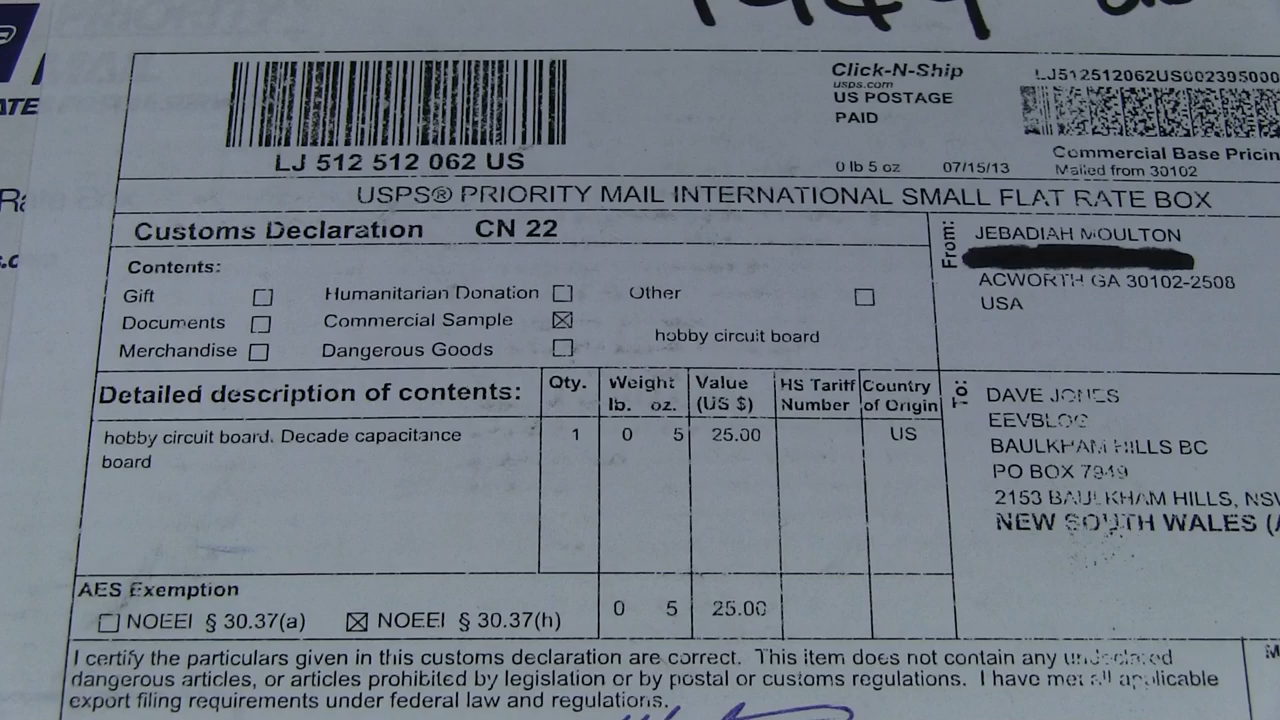 ATE
LJ 512 512 062 US
Click-N-Ship
usps.com
US POSTAGE
PAID
0 lb 5 oz 07/15/13
LJ512512062US002395000
Commercial Base Pricin
Mailed from 30102
USPS® PRIORITY MAIL INTERNATIONAL SMALL FLAT RATE BOX
Customs Declaration CN 22
Contents:
Gift ☐ Humanitarian Donation ☐ Other ☐
Documents ☐ Commercial Sample ☒
hobby circuit board
Merchandise ☐ Dangerous Goods ☐
From:
JEBADIAH MOULTON
ACWORTH GA 30102-2508
USA
Detailed description of contents: Qty. Weight lb. oz. Value (US $) HS Tariff Number Country of Origin
hobby circuit board. Decade capacitance 1 0 5 25.00 US
board
To:
DAVE JONES
EEVBLOG
BAULKHAM HILLS BC
PO BOX 7949
2153 BAULKHAM HILLS, NSW
NEW SOUTH WALES (A
AES Exemption
☐ NOEEI § 30.37(a) ☒ NOEEI § 30.37(h) 0 5 25.00
I certify the particulars given in this customs declaration are correct. This item does not contain any undeclared
dangerous articles, or articles prohibited by legislation or by postal or customs regulations. I have met all applicable
export filing requirements under federal law and regulations.